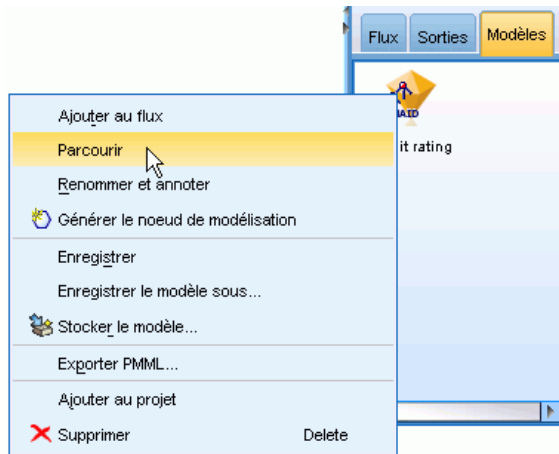 Flux Sorties Modèles
AID
it rating
Ajouter au flux
Parcourir
Renommer et annoter
Générer le noeud de modélisation
Enregistrer
Enregistrer le modèle sous...
Stocker le modèle...
Exporter PMML...
Ajouter au projet
Supprimer Delete